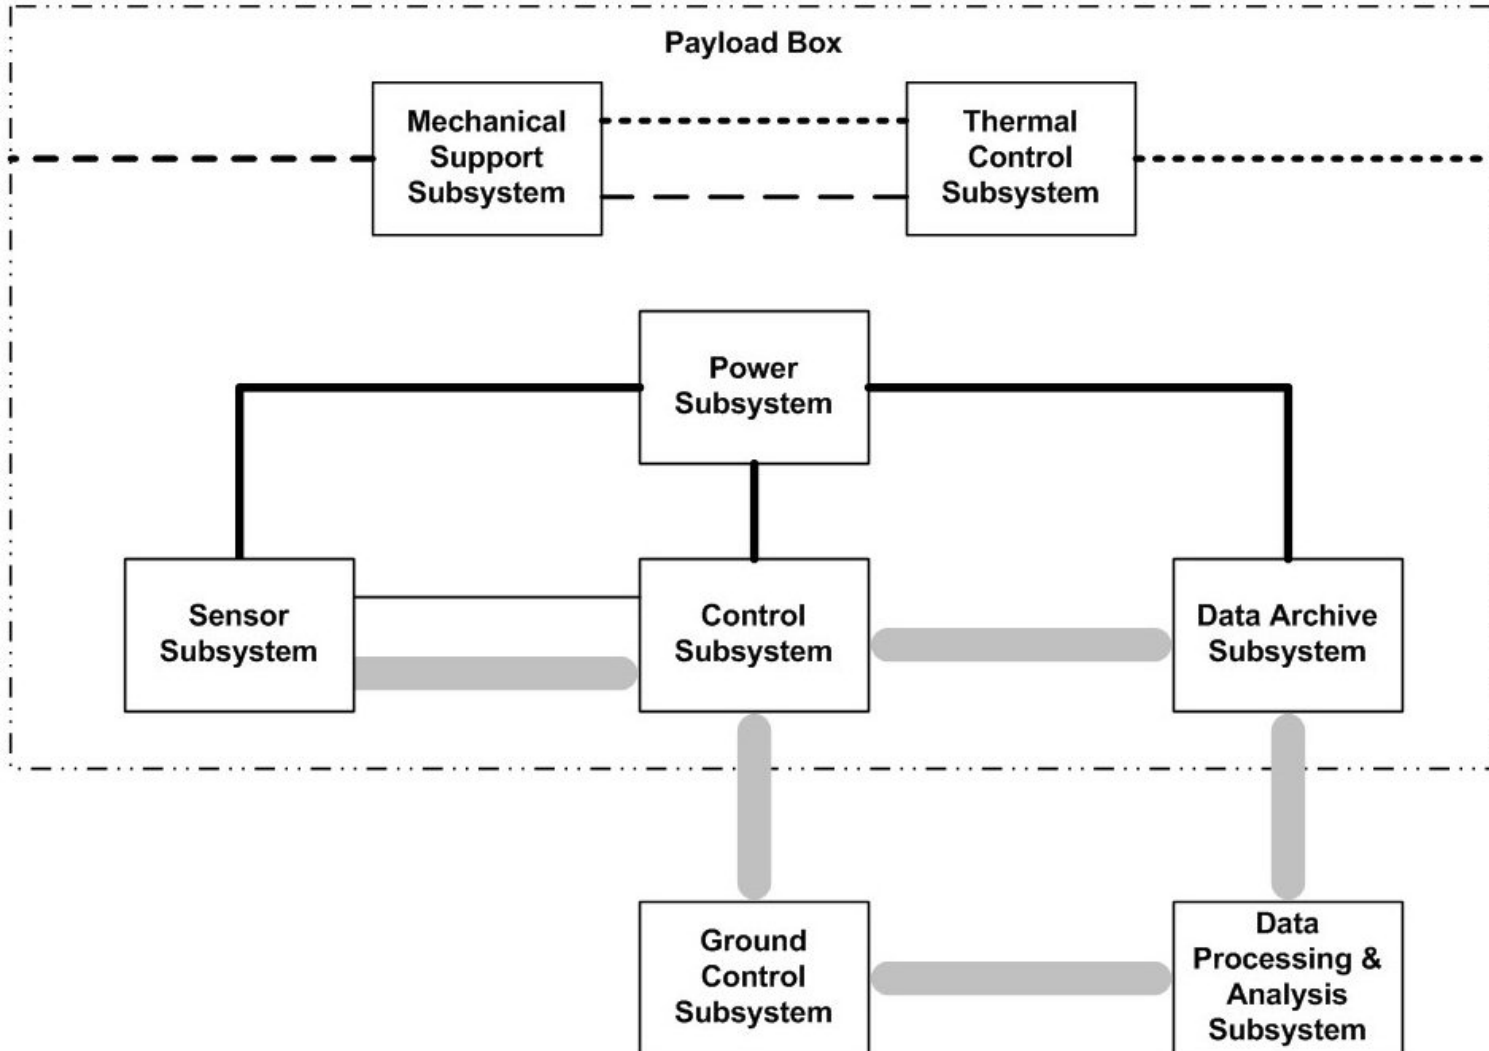 Payload Box
Mechanical
Support
Subsystem
Thermal
Control
Subsystem
Power
Subsystem
Sensor
Subsystem
Control
Subsystem
Data Archive
Subsystem
Ground
Control
Subsystem
Data
Processing &
Analysis
Subsystem